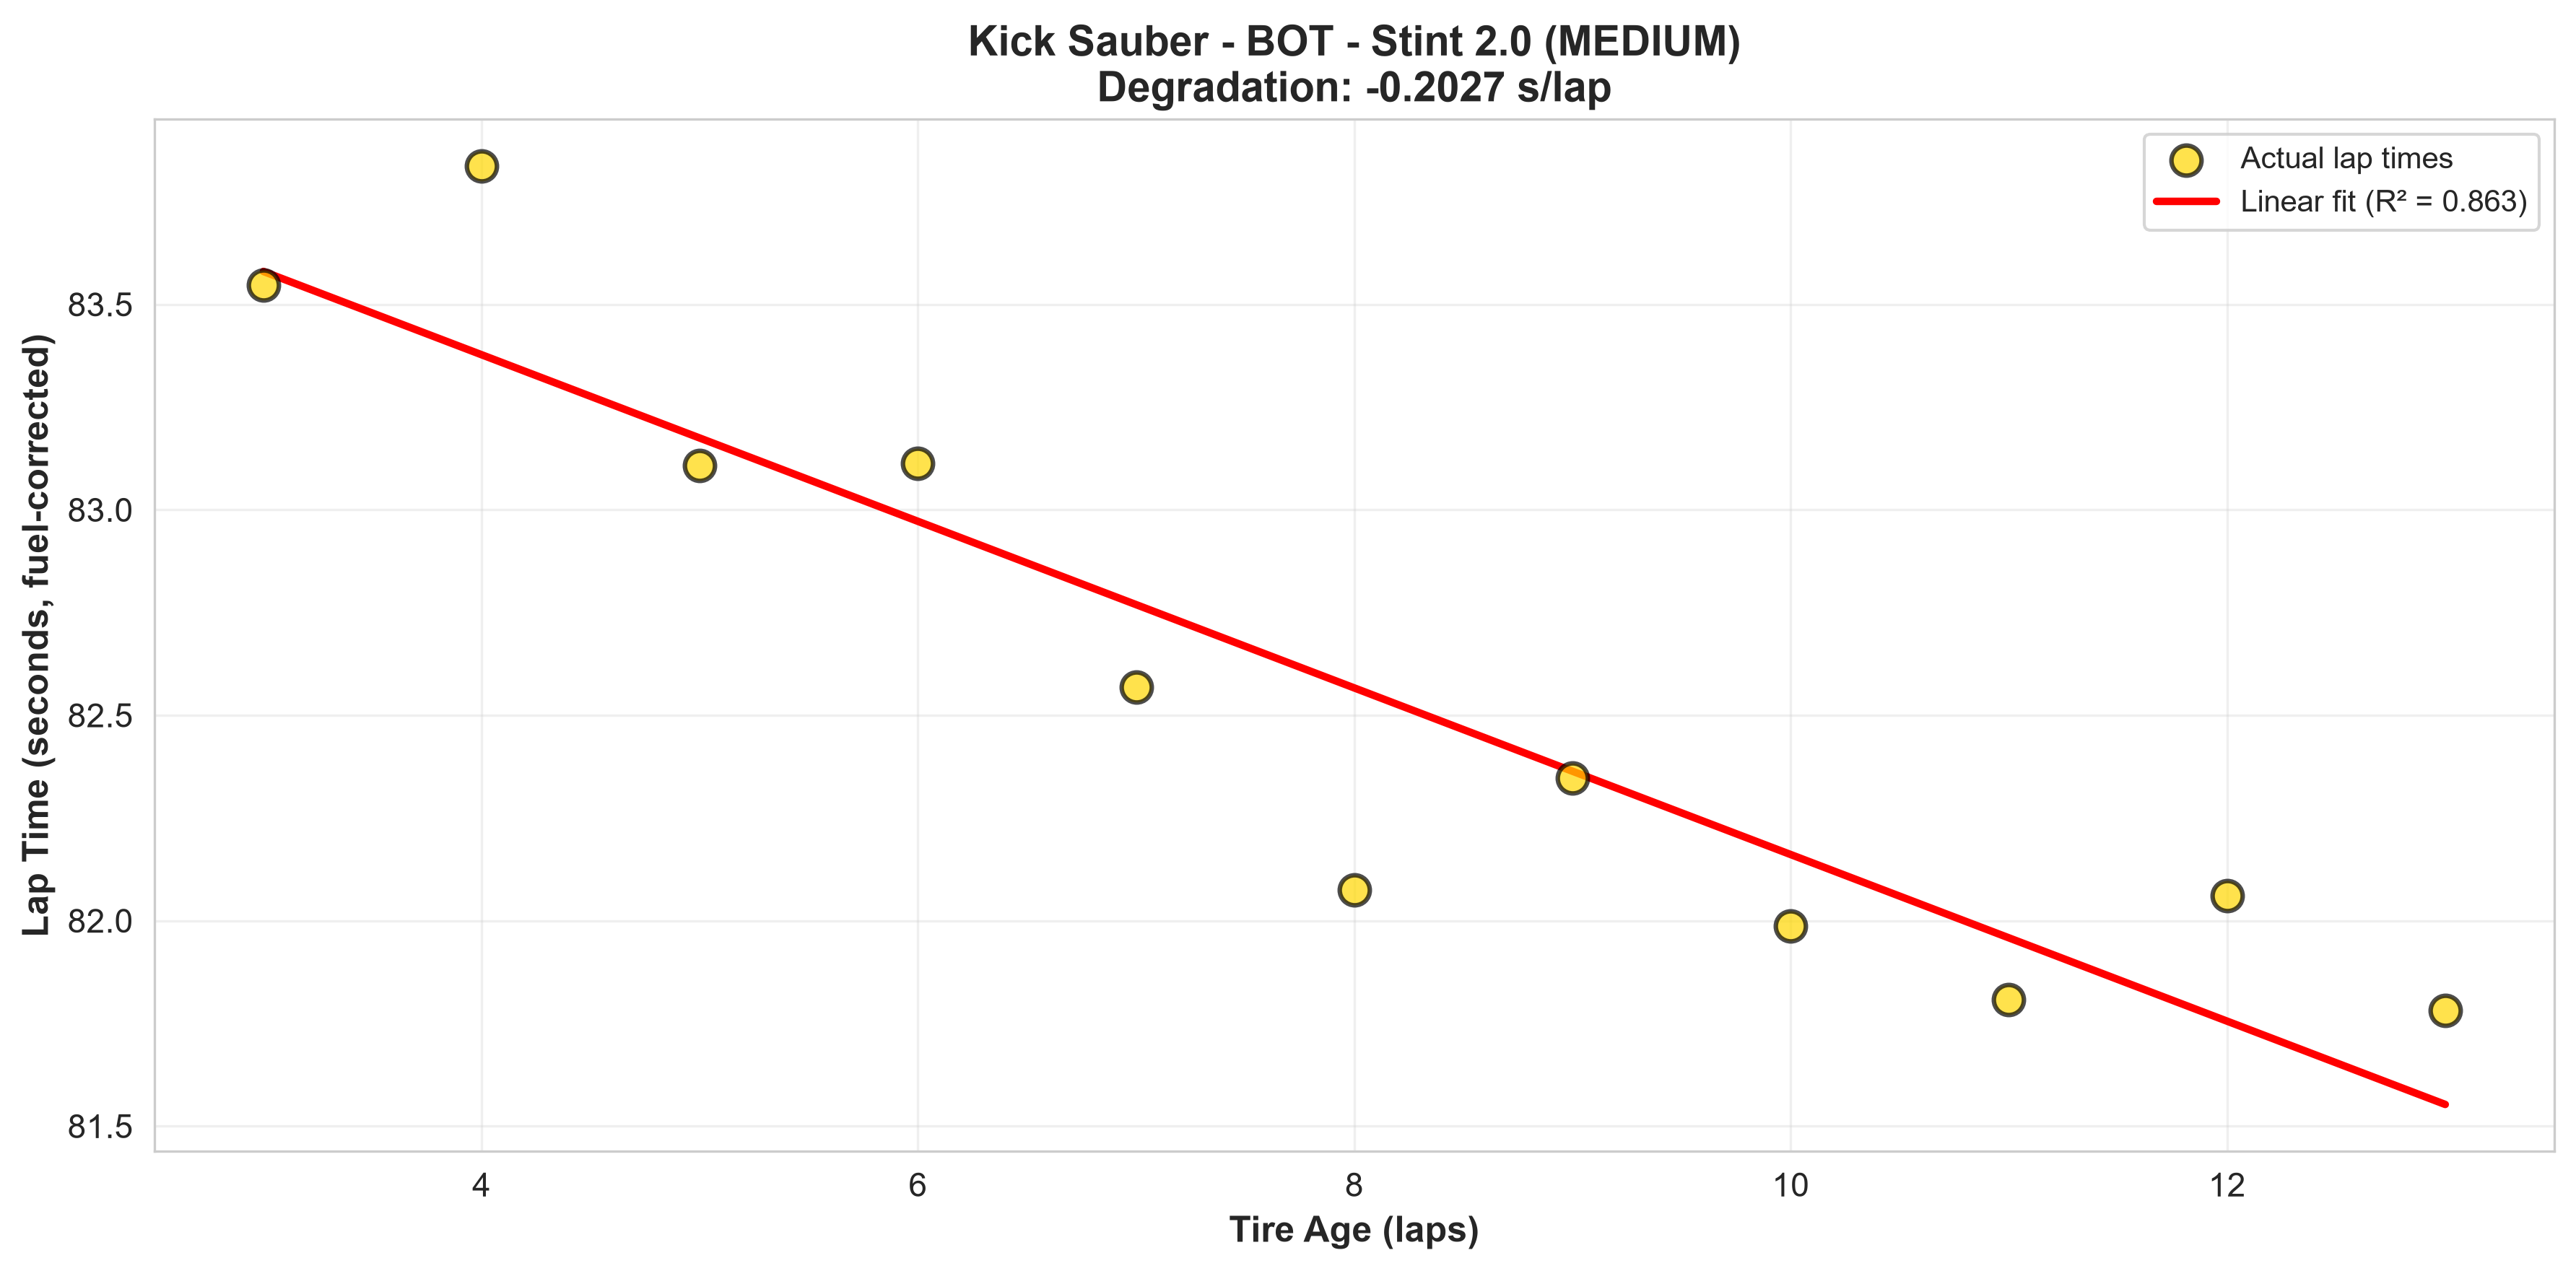 Kick Sauber - BOT - Stint 2.0 (MEDIUM)
Degradation: -0.2027 s/lap
Actual lap times
Linear fit (R² = 0.863)
Lap Time (seconds, fuel-corrected)
83.5
83.0
82.5
82.0
81.5
4
6
8
10
12
Tire Age (laps)